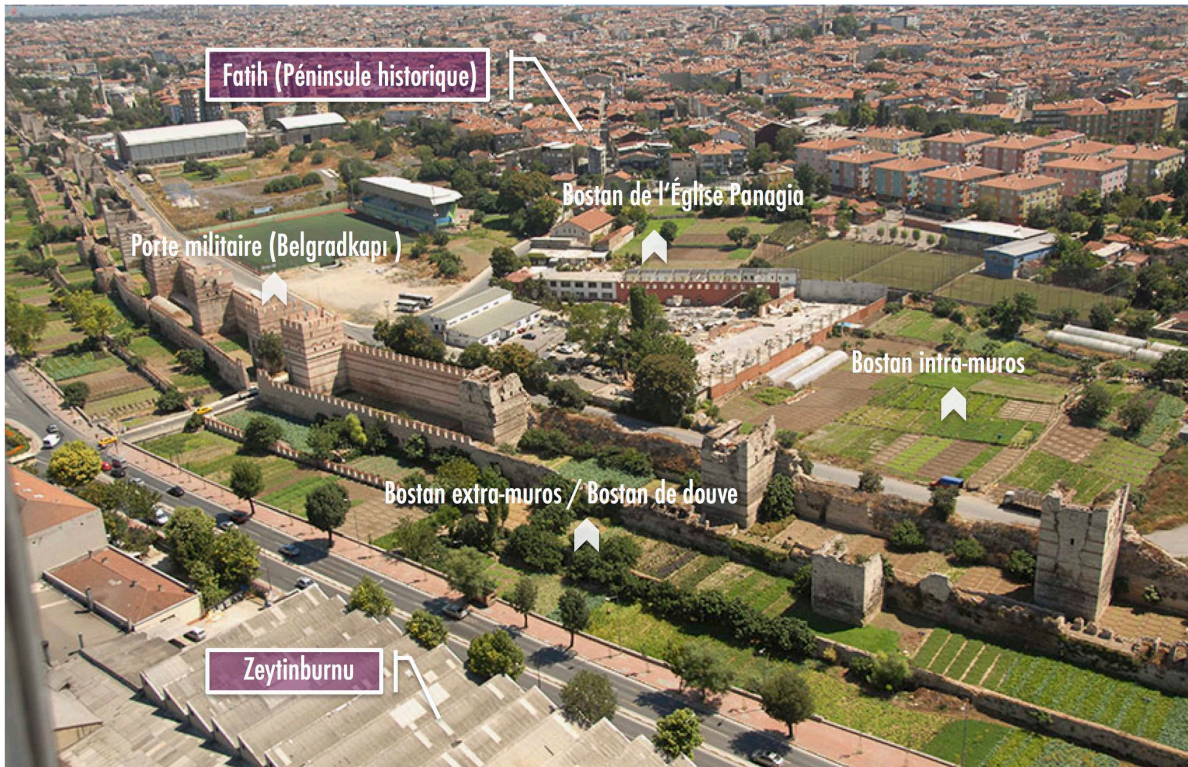 Fatih (Péninsule historique)
Bostan de l'Église Panagia
Porte militaire (Belgradkapı )
Bostan intra-muros
Bostan extra-muros / Bostan de douve
Zeytinburnu